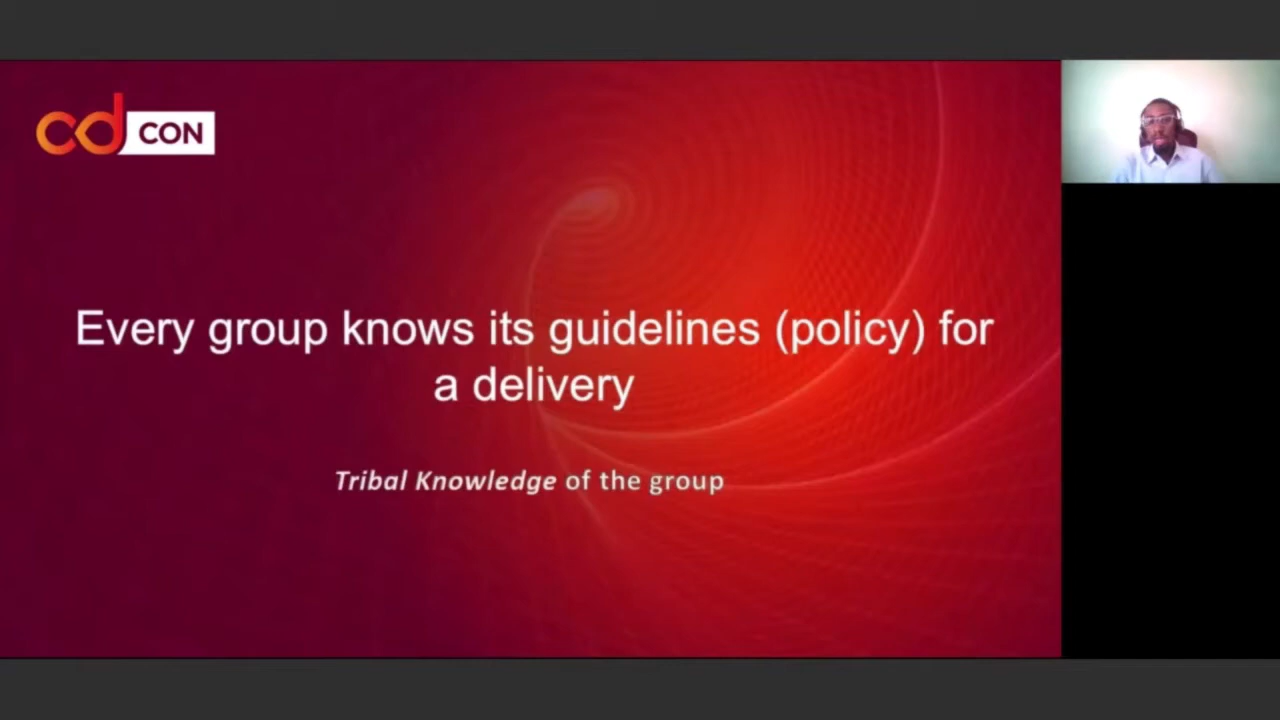 cd CON
Every group knows its guidelines (policy) for
a delivery
Tribal Knowledge of the group